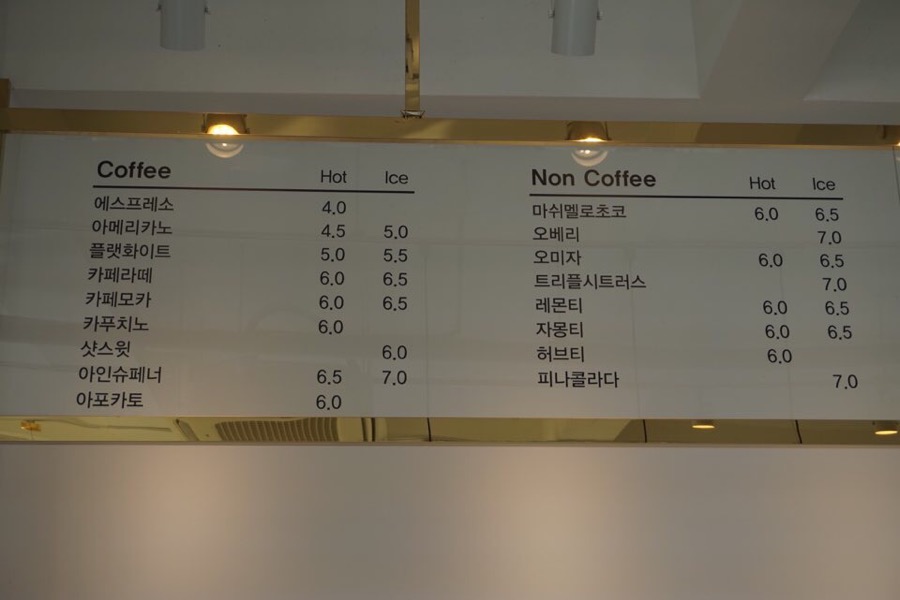 Coffee Hot Ice
에스프레소 4.0
아메리카노 4.5 5.0
플랫화이트 5.0 5.5
카페라떼 6.0 6.5
카페모카 6.0 6.5
카푸치노 6.0
샷스윗 6.0
아인슈페너 6.5 7.0
아포카토 6.0
Non Coffee Hot Ice
마쉬멜로초코 6.0 6.5
오베리 7.0
오미자 6.0 6.5
트리플시트러스 7.0
레몬티 6.0 6.5
자몽티 6.0 6.5
허브티 6.0
피나콜라다 7.0